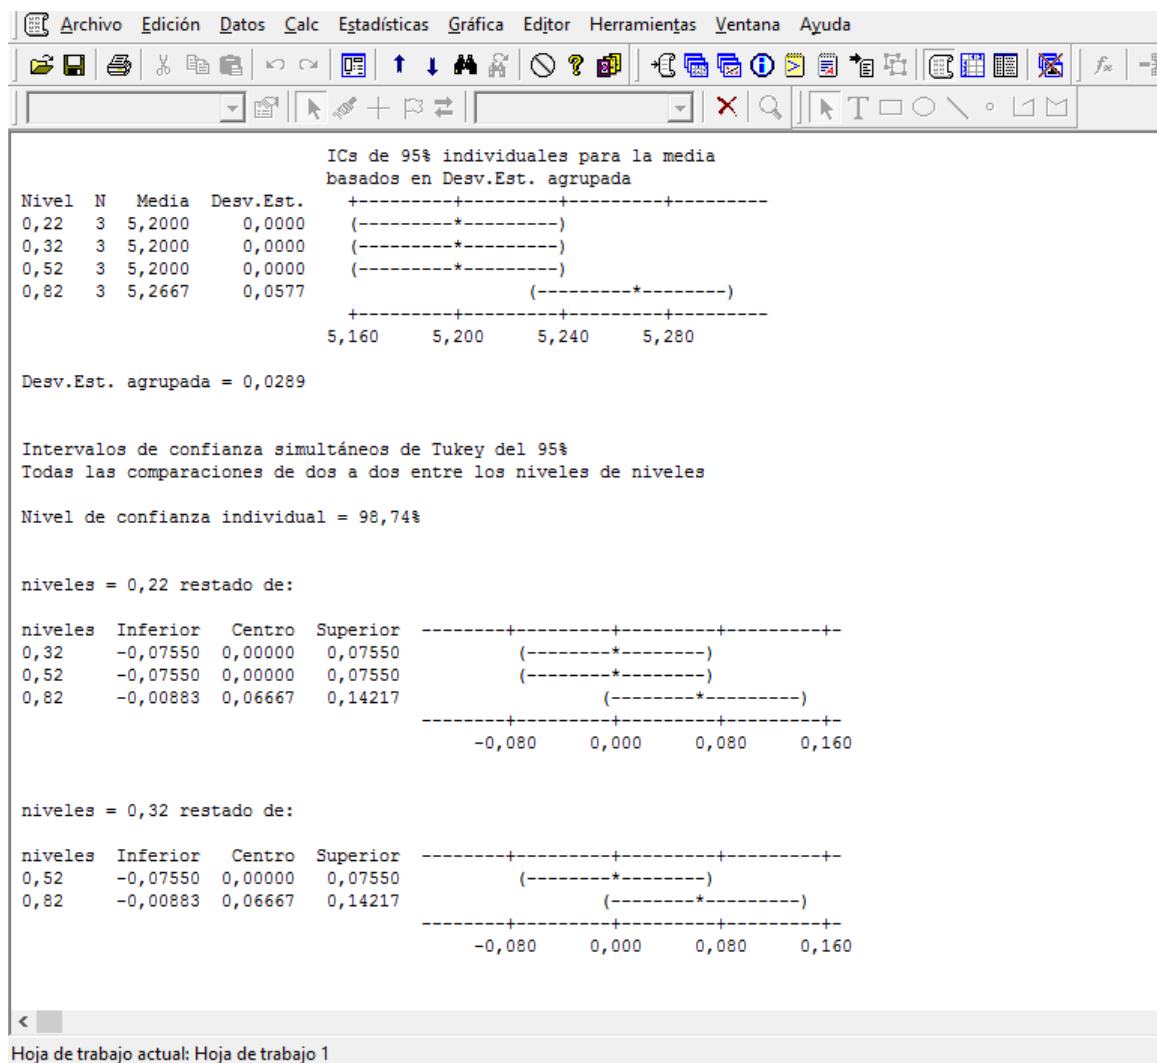 Archivo Edición Datos Calc Estadísticas Gráfica Editor Herramientas Ventana Ayuda
ICs de 95% individuales para la media
basados en Desv.Est. agrupada
Nivel N Media Desv.Est. +---------+---------+---------+---------
0,22 3 5,2000 0,0000 (---------*---------)
0,32 3 5,2000 0,0000 (---------*---------)
0,52 3 5,2000 0,0000 (---------*---------)
0,82 3 5,2667 0,0577 (---------*--------)
+---------+---------+---------+---------
5,160 5,200 5,240 5,280
Desv.Est. agrupada = 0,0289
Intervalos de confianza simultáneos de Tukey del 95%
Todas las comparaciones de dos a dos entre los niveles de niveles
Nivel de confianza individual = 98,74%
niveles = 0,22 restado de:
niveles Inferior Centro Superior --------+---------+---------+---------+-
0,32 -0,07550 0,00000 0,07550 (--------*--------)
0,52 -0,07550 0,00000 0,07550 (--------*--------)
0,82 -0,00883 0,06667 0,14217 (--------*---------)
--------+---------+---------+---------+-
-0,080 0,000 0,080 0,160
niveles = 0,32 restado de:
niveles Inferior Centro Superior --------+---------+---------+---------+-
0,52 -0,07550 0,00000 0,07550 (--------*--------)
0,82 -0,00883 0,06667 0,14217 (--------*---------)
--------+---------+---------+---------+-
-0,080 0,000 0,080 0,160
Hoja de trabajo actual: Hoja de trabajo 1